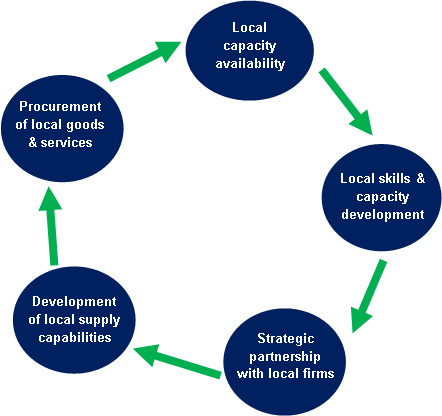 Local
capacity
availability
Local skills &
capacity
development
Strategic
partnership
with local firms
Development
of local supply
capabilities
Procurement
of local goods
& services